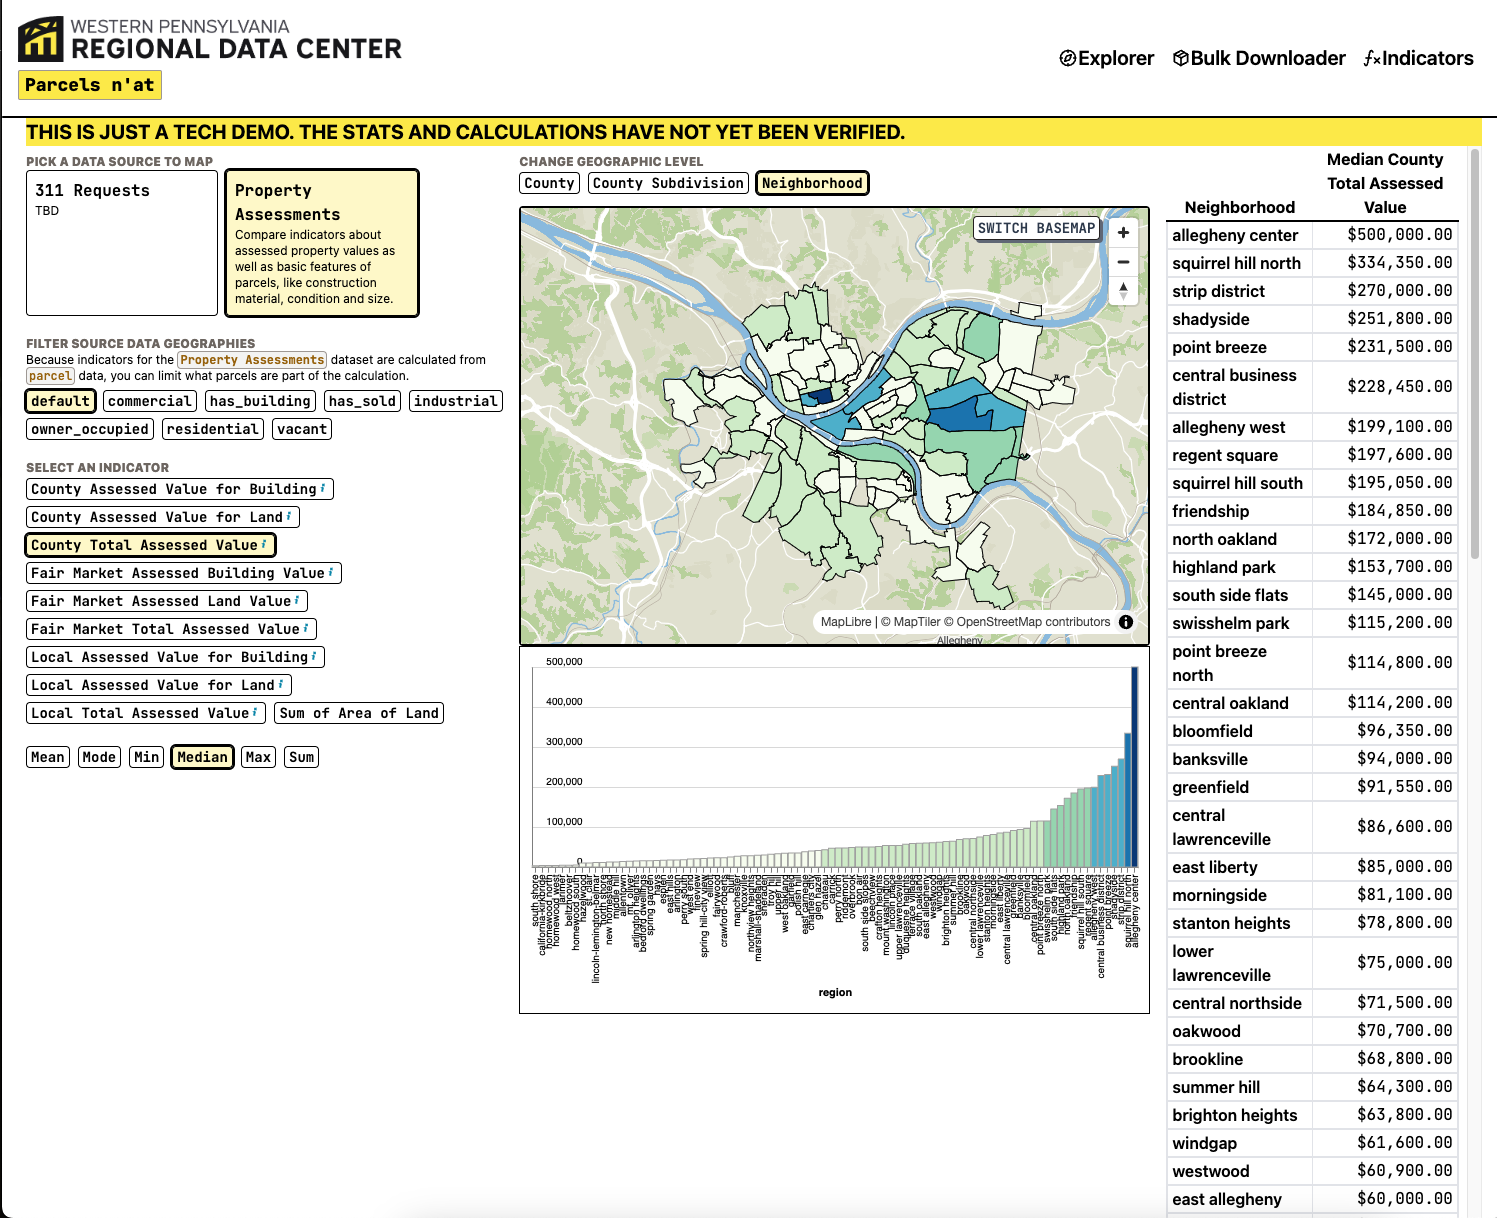 WESTERN PENNSYLVANIA
REGIONAL DATA CENTER
Parcels n'at
Explorer
Bulk Downloader
Indicators
THIS IS JUST A TECH DEMO. THE STATS AND CALCULATIONS HAVE NOT YET BEEN VERIFIED.
PICK A DATA SOURCE TO MAP
311 Requests
TBD
Property
Assessments
Compare indicators about
assessed property values as
well as basic features of
parcels, like construction
material, condition and size.
FILTER SOURCE DATA GEOGRAPHIES
Because indicators for the Property Assessments dataset are calculated from
parcel data, you can limit what parcels are part of the calculation.
default commercial has_building has_sold industrial
owner_occupied residential vacant
SELECT AN INDICATOR
County Assessed Value for Building i
County Assessed Value for Land i
County Total Assessed Value i
Fair Market Assessed Building Value i
Fair Market Assessed Land Value i
Fair Market Total Assessed Value i
Local Assessed Value for Building i
Local Assessed Value for Land i
Local Total Assessed Value i Sum of Area of Land
Mean Mode Min Median Max Sum
CHANGE GEOGRAPHIC LEVEL
County County Subdivision Neighborhood
SWITCH BASEMAP
MapLibre | © MapTiler © OpenStreetMap contributors
Allegheny
500,000
400,000
300,000
200,000
100,000
0
region
Neighborhood
Median County
Total Assessed
Value
allegheny center $500,000.00
squirrel hill north $334,350.00
strip district $270,000.00
shadyside $251,800.00
point breeze $231,500.00
central business
district $228,450.00
allegheny west $199,100.00
regent square $197,600.00
squirrel hill south $195,050.00
friendship $184,850.00
north oakland $172,000.00
highland park $153,700.00
south side flats $145,000.00
swisshelm park $115,200.00
point breeze
north $114,800.00
central oakland $114,200.00
bloomfield $96,350.00
banksville $94,000.00
greenfield $91,550.00
central
lawrenceville $86,600.00
east liberty $85,000.00
morningside $81,100.00
stanton heights $78,800.00
lower
lawrenceville $75,000.00
central northside $71,500.00
oakwood $70,700.00
brookline $68,800.00
summer hill $64,300.00
brighton heights $63,800.00
windgap $61,600.00
westwood $60,900.00
east allegheny $60,000.00